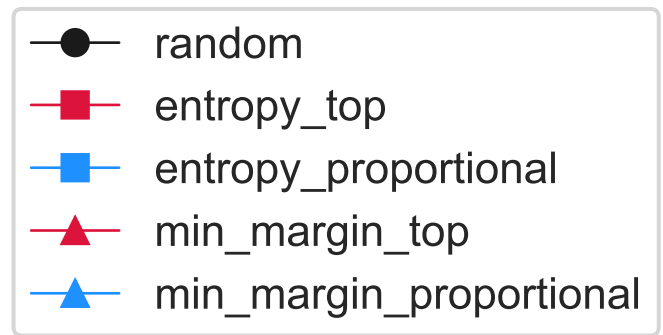 random
entropy_top
entropy_proportional
min_margin_top
min_margin_proportional